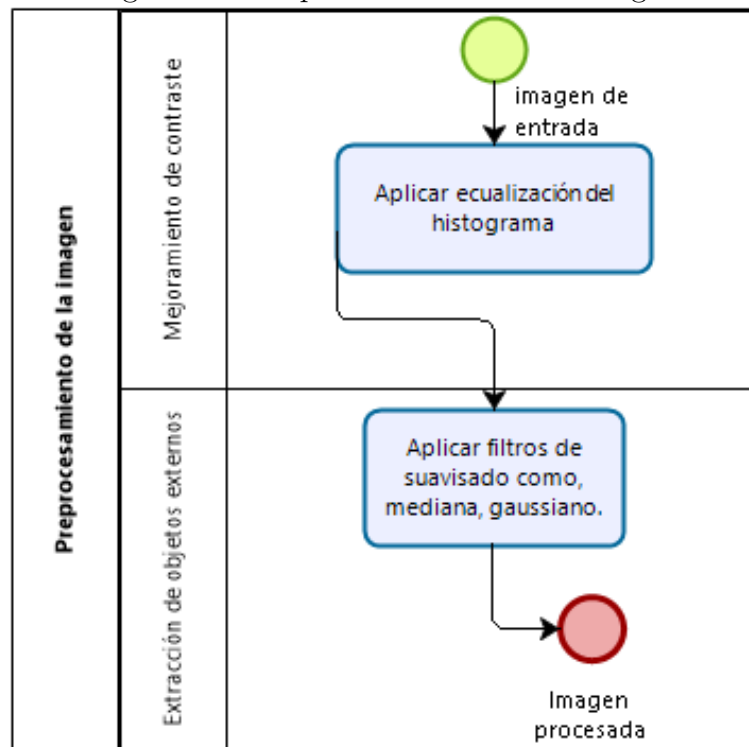 Preprocesamiento de la imagen
Mejoramiento de contraste
imagen de
entrada
Aplicar ecualización del
histograma
Extracción de objetos externos
Aplicar filtros de
suavisado como,
mediana, gaussiano.
Imagen
procesada